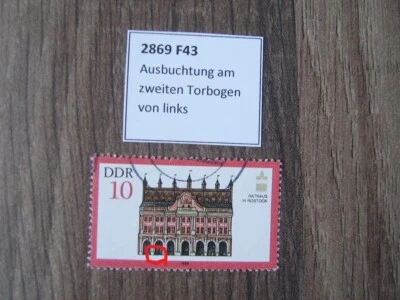 2869 F43
Ausbuchtung am
zweiten Torbogen
von links
DDR
10
RATHAUS
IN ROSTOCK